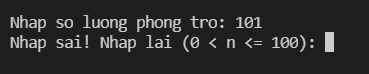 Nhap so luong phong tro: 101
Nhap sai! Nhap lai (0 < n <= 100):